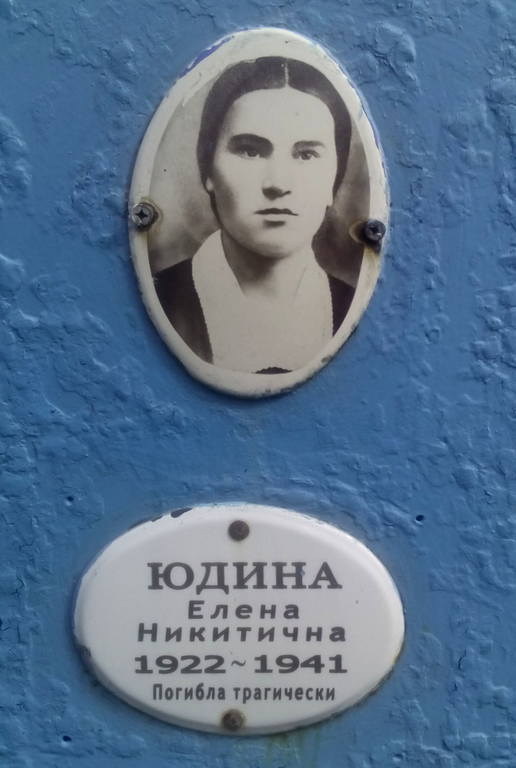 ЮДИНА
Елена
Никитична
1922~1941
Погибла трагически